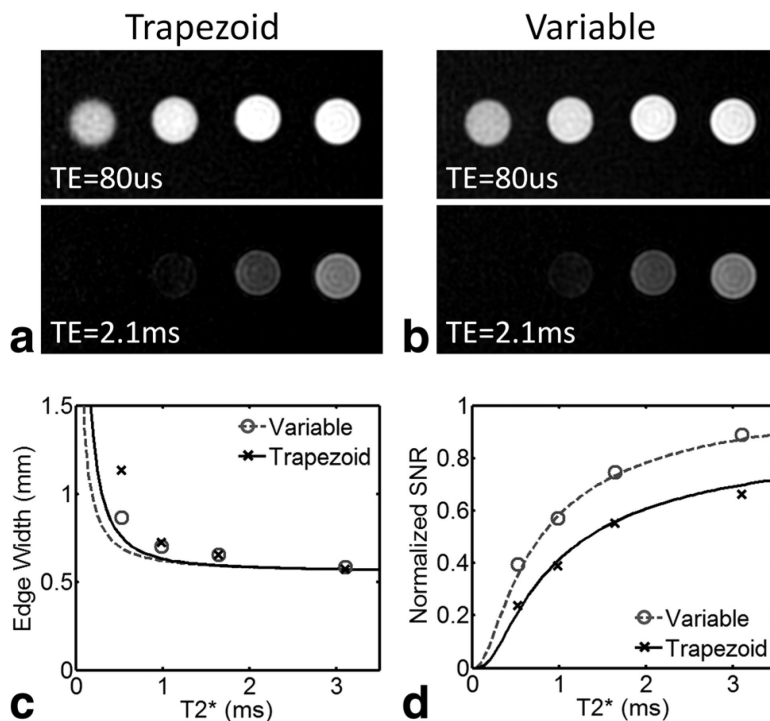 Trapezoid
Variable
TE=80us
TE=80us
TE=2.1ms
TE=2.1ms
a
b
1.5
1
0.5
0
Edge Width (mm)
Variable
Trapezoid
0
1
2
3
T2* (ms)
c
1
0.8
0.6
0.4
0.2
0
Normalized SNR
Variable
Trapezoid
0
1
2
3
T2* (ms)
d